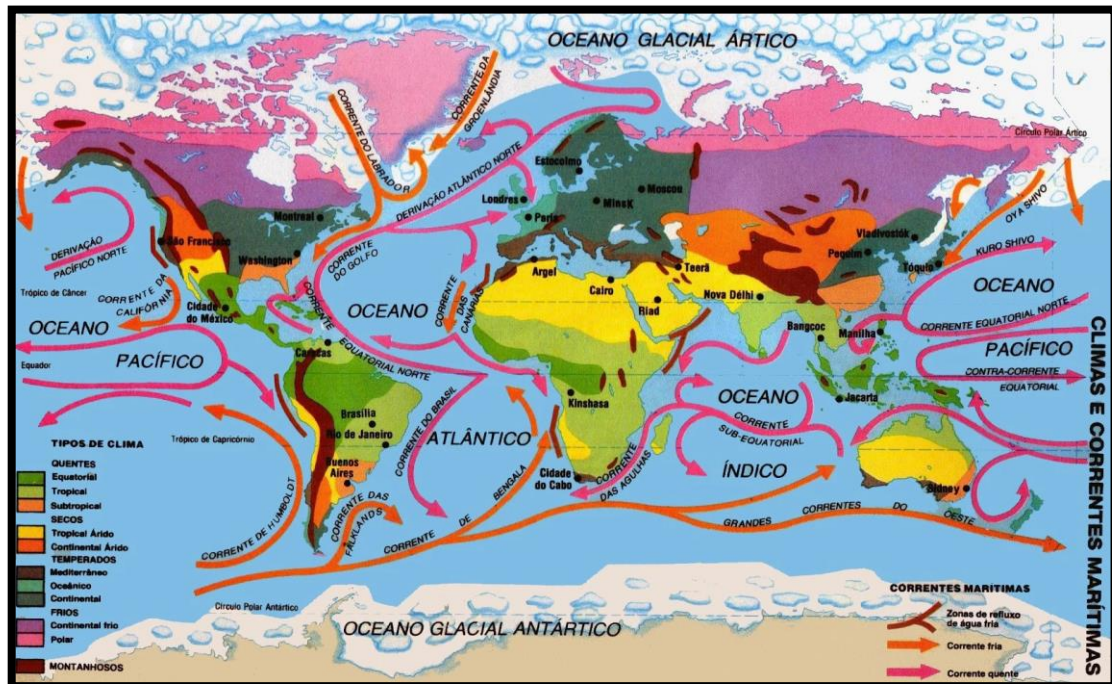 OCEANO GLACIAL ÁRTICO
CORRENTE DA GROENLÂNDIA
CORRENTE DO LABRADOR
Círculo Polar Ártico
Estocolmo
Moscou
Minsk
Londres
Paris
DERIVAÇÃO ATLÂNTICO NORTE
Montreal
OYA SHIVO
Vladivostók
DERIVAÇÃO
PACÍFICO NORTE
São Francisco
Washington
CORRENTE DO GOLFO
Pequim
Tóquio
KURO SHIVO
Argel
Teerã
Cairo
Riad
Nova Délhi
Trópico de Câncer
CORRENTE DA CALIFÓRNIA
Cidade do México
CORRENTE DAS CANÁRIAS
OCEANO
OCEANO
OCEANO
Bangcoc
Manilha
CORRENTE EQUATORIAL NORTE
PACÍFICO
PACÍFICO
Equador
Caracas
CORRENTE EQUATORIAL NORTE
CONTRA-CORRENTE
EQUATORIAL
Kinshasa
OCEANO
Jacarta
Brasília
Rio de Janeiro
CORRENTE DO BRASIL
ATLÂNTICO
CORRENTE
SUB-EQUATORIAL
ÍNDICO
Trópico de Capricórnio
Buenos Aires
Cidade do Cabo
CORRENTE DAS AGULHAS
Sidney
CORRENTE DE HUMBOLDT
CORRENTE DAS FALKLANDS
CORRENTE DE BENGALA
GRANDES CORRENTES DO OESTE
Círculo Polar Antártico
OCEANO GLACIAL ANTÁRTICO
TIPOS DE CLIMA
QUENTES
Equatorial
Tropical
Subtropical
SECOS
Tropical Árido
Continental Árido
TEMPERADOS
Mediterrâneo
Oceânico
Continental
FRIOS
Continental frio
Polar
MONTANHOSOS
CORRENTES MARÍTIMAS
Zonas de refluxo
de água fria
Corrente fria
Corrente quente
CLIMAS E CORRENTES MARÍTIMAS